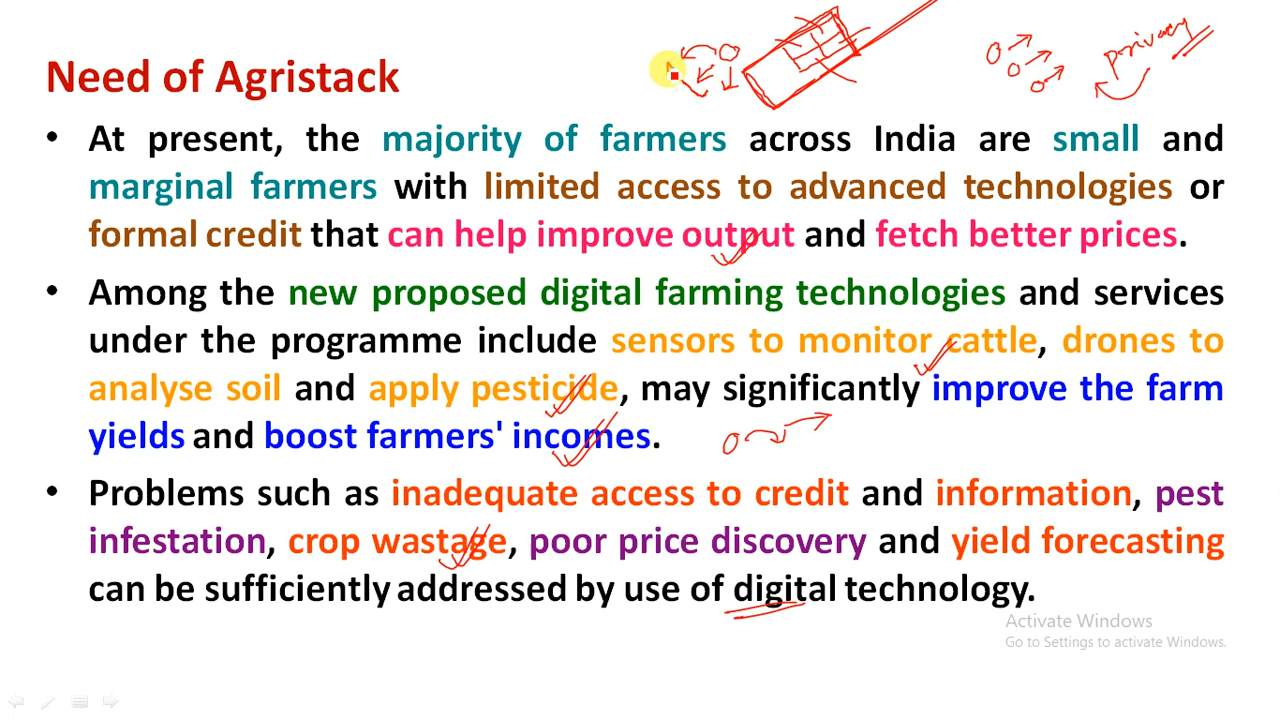 privacy
Need of Agristack
• At present, the majority of farmers across India are small and
marginal farmers with limited access to advanced technologies or
formal credit that can help improve output and fetch better prices.
• Among the new proposed digital farming technologies and services
under the programme include sensors to monitor cattle, drones to
analyse soil and apply pesticide, may significantly improve the farm
yields and boost farmers' incomes.
• Problems such as inadequate access to credit and information, pest
infestation, crop wastage, poor price discovery and yield forecasting
can be sufficiently addressed by use of digital technology.
Activate Windows
Go to Settings to activate Windows.